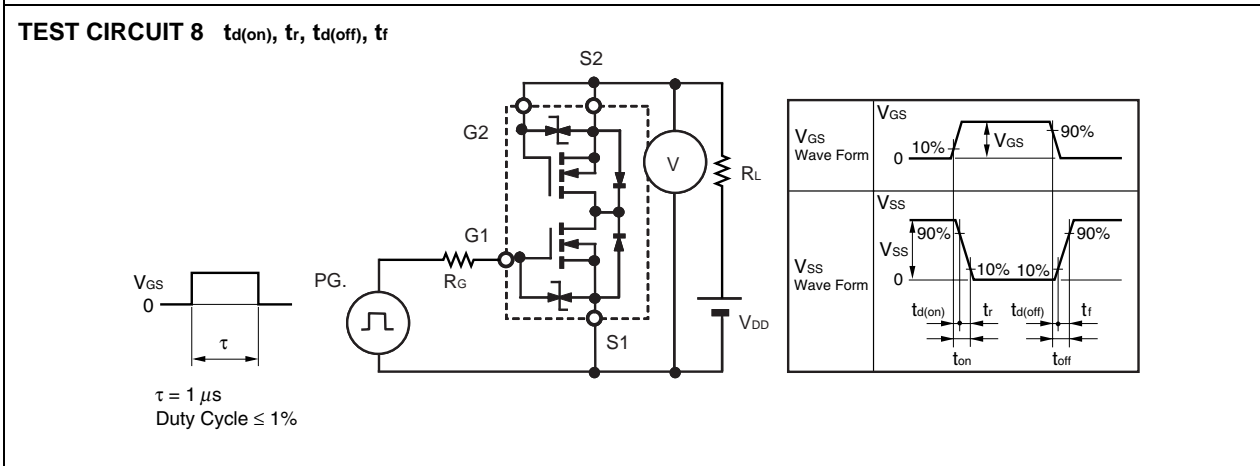 TEST CIRCUIT 8 td(on), tr, td(off), tf
S2
G2
V
RL
G1
RG
PG.
VGS
0
τ
S1
VDD
τ = 1 μs
Duty Cycle ≤ 1%
VGS
Wave Form
VGS
0
10%
VGS
90%
VSS
Wave Form
VSS
90%
VSS
0
10%
10%
90%
td(on)
tr
td(off)
tf
ton
toff